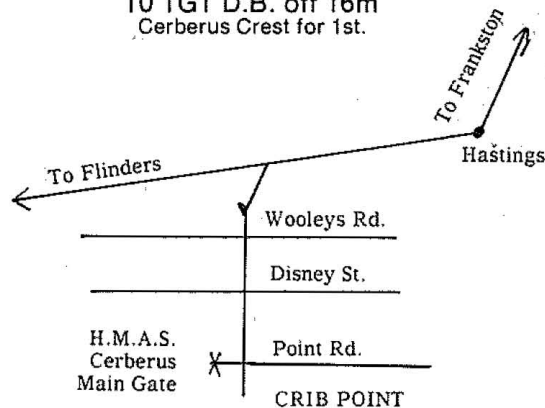 10 TGT D.B. off 16m
Cerberus Crest for 1st.
To Frankston
Hastings
To Flinders
Wooleys Rd.
Disney St.
H.M.A.S.
Cerberus
Main Gate
Point Rd.
CRIB POINT